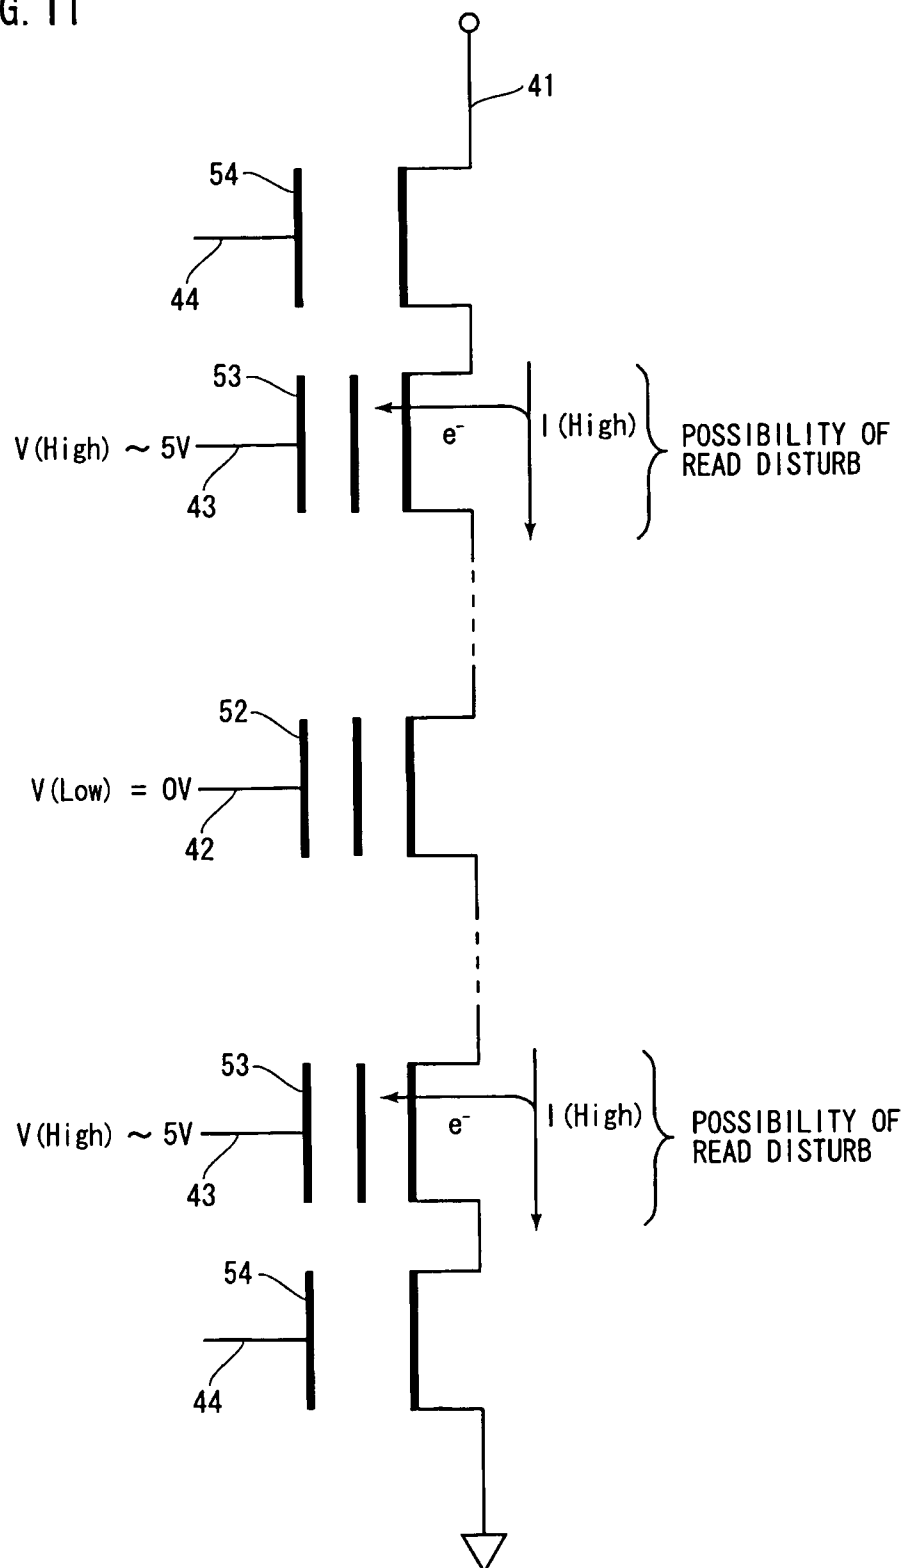 G. 11
41
54
44
53
V(High) ~ 5V
43
e⁻
I(High)
POSSIBILITY OF
READ DISTURB
52
V(Low) = 0V
42
53
V(High) ~ 5V
43
e⁻
I(High)
POSSIBILITY OF
READ DISTURB
54
44